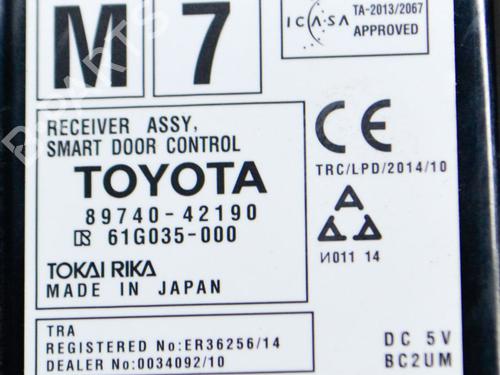 M 7
ICASA
TA-2013/2067
APPROVED
RECEIVER ASSY,
SMART DOOR CONTROL
TOYOTA
89740-42190
61G035-000
TOKAI RIKA
MADE IN JAPAN
CE
TRC/LPD/2014/10
И011 14
TRA
REGISTERED No:ER36256/14
DEALER No:0034092/10
DC 5V
BC2UM